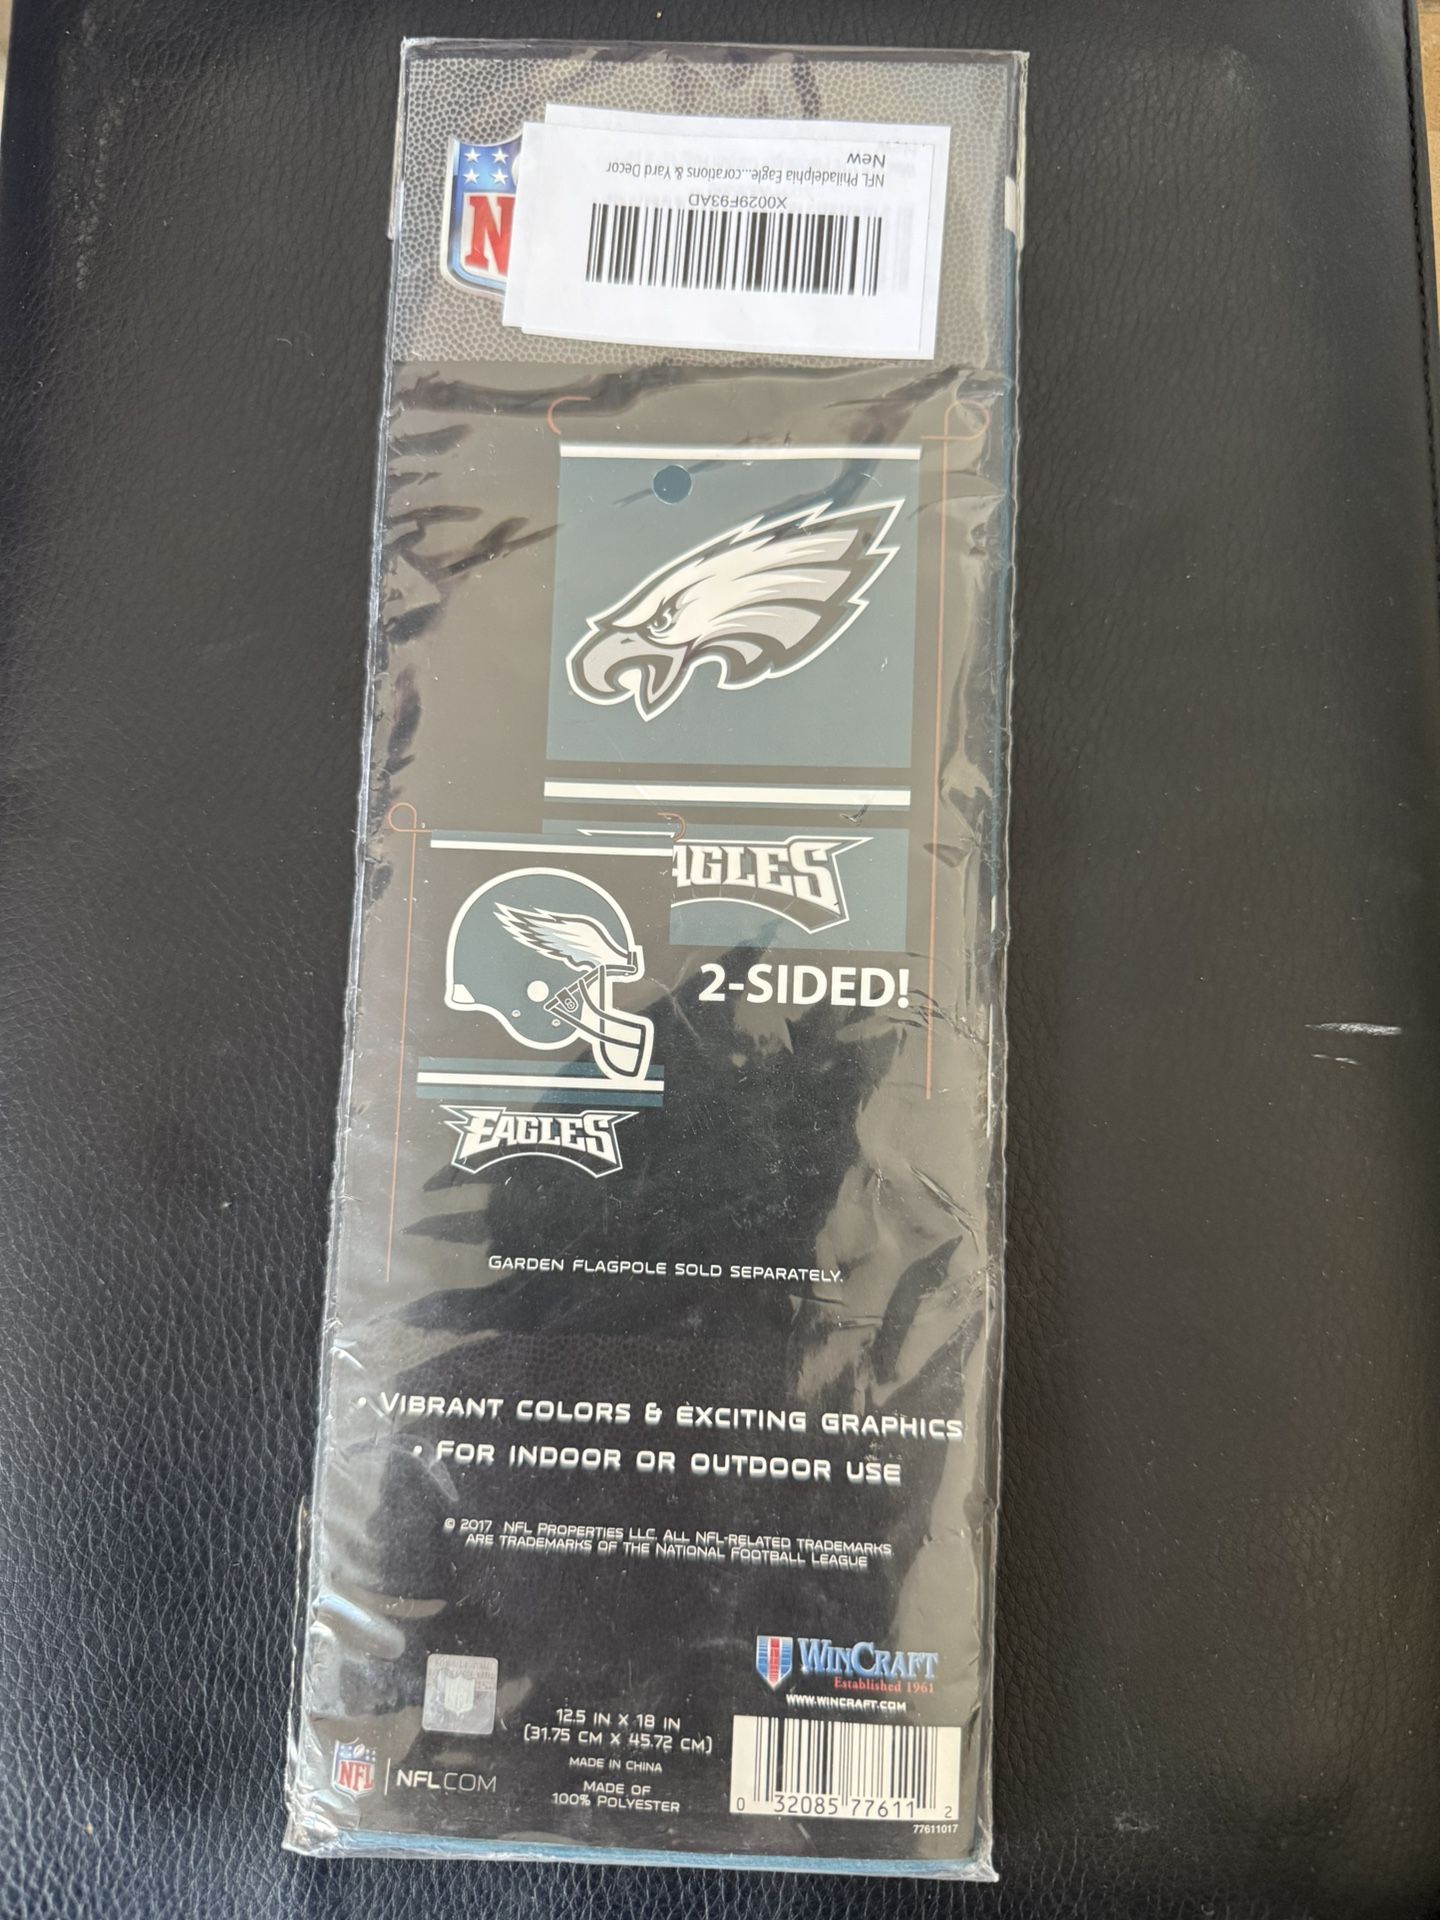 New
NFL Philadelphia Eagle...corations & Yard Decor
X0029F93AD
N
AGLES
2-SIDED!
EAGLES
GARDEN FLAGPOLE SOLD SEPARATELY.
• VIBRANT COLORS & EXCITING GRAPHICS
• FOR INDOOR OR OUTDOOR USE
© 2017 NFL PROPERTIES LLC. ALL NFL-RELATED TRADEMARKS
ARE TRADEMARKS OF THE NATIONAL FOOTBALL LEAGUE
WINCRAFT
Established 1961
WWW.WINCRAFT.COM
12.5 IN X 18 IN
(31.75 CM X 45.72 CM)
MADE IN CHINA
MADE OF
100% POLYESTER
NFL | NFL.COM
0 32085 77611 2
77611017